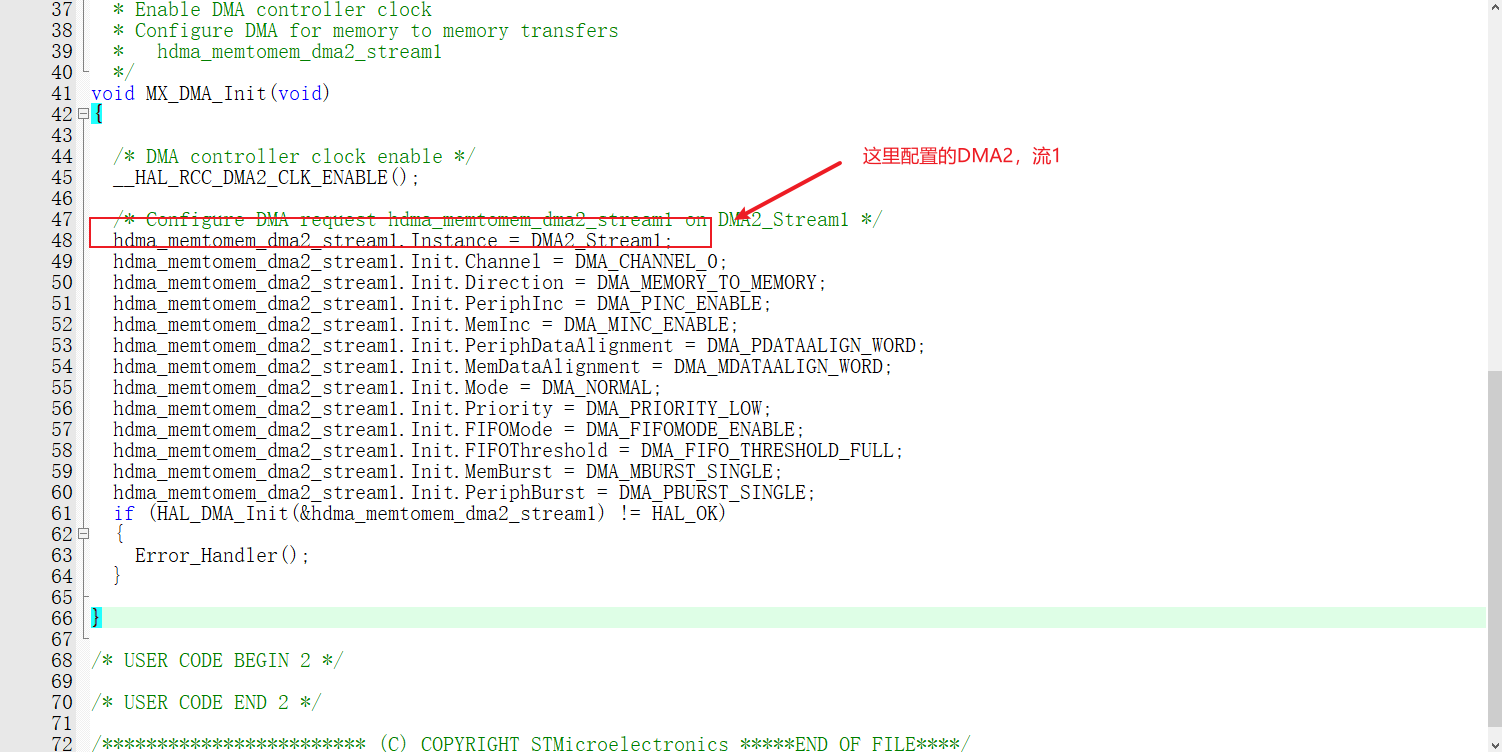 37 * Enable DMA controller clock
38 * Configure DMA for memory to memory transfers
39 *   hdma_memtomem_dma2_stream1
40 */
41 void MX_DMA_Init(void)
42 {
43
44 /* DMA controller clock enable */
45 __HAL_RCC_DMA2_CLK_ENABLE();
这里配置的DMA2，流1
46
47 /* Configure DMA request hdma_memtomem_dma2_stream1 on DMA2_Stream1 */
48 hdma_memtomem_dma2_stream1.Instance = DMA2_Stream1;
49 hdma_memtomem_dma2_stream1.Init.Channel = DMA_CHANNEL_0;
50 hdma_memtomem_dma2_stream1.Init.Direction = DMA_MEMORY_TO_MEMORY;
51 hdma_memtomem_dma2_stream1.Init.PeriphInc = DMA_PINC_ENABLE;
52 hdma_memtomem_dma2_stream1.Init.MemInc = DMA_MINC_ENABLE;
53 hdma_memtomem_dma2_stream1.Init.PeriphDataAlignment = DMA_PDATAALIGN_WORD;
54 hdma_memtomem_dma2_stream1.Init.MemDataAlignment = DMA_MDATAALIGN_WORD;
55 hdma_memtomem_dma2_stream1.Init.Mode = DMA_NORMAL;
56 hdma_memtomem_dma2_stream1.Init.Priority = DMA_PRIORITY_LOW;
57 hdma_memtomem_dma2_stream1.Init.FIFOMode = DMA_FIFOMODE_ENABLE;
58 hdma_memtomem_dma2_stream1.Init.FIFOThreshold = DMA_FIFO_THRESHOLD_FULL;
59 hdma_memtomem_dma2_stream1.Init.MemBurst = DMA_MBURST_SINGLE;
60 hdma_memtomem_dma2_stream1.Init.PeriphBurst = DMA_PBURST_SINGLE;
61 if (HAL_DMA_Init(&hdma_memtomem_dma2_stream1) != HAL_OK)
62 {
63 Error_Handler();
64 }
65
66 }
67
68 /* USER CODE BEGIN 2 */
69
70 /* USER CODE END 2 */
71
72 /************************ (C) COPYRIGHT STMicroelectronics *****END OF FILE****/